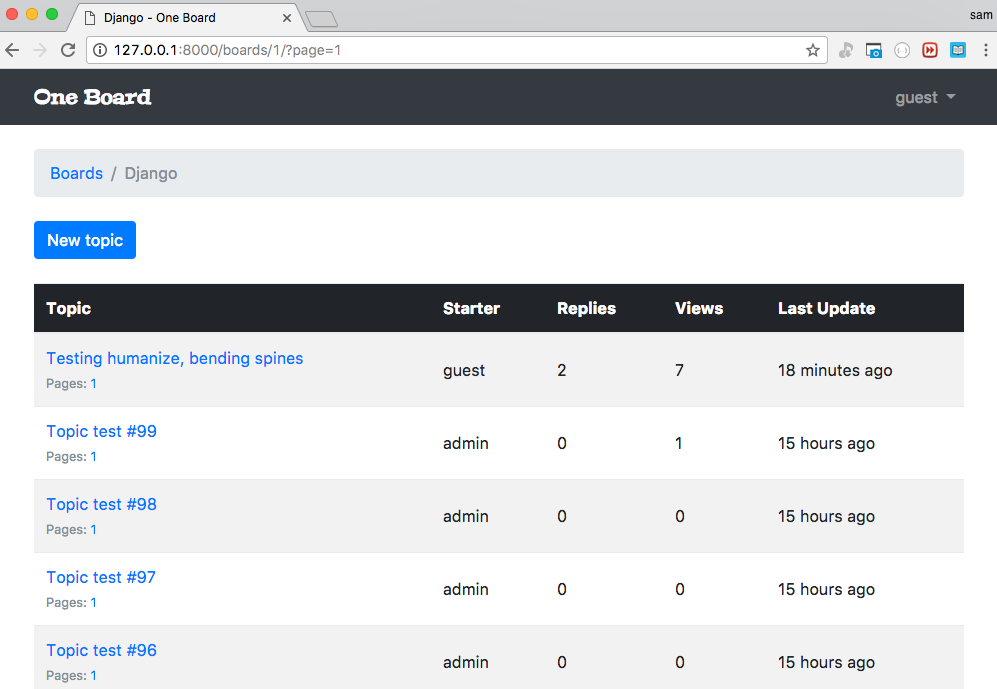 Django - One Board
sam
127.0.0.1:8000/boards/1/?page=1
One Board
guest
Boards / Django
New topic
Topic Starter Replies Views Last Update
Testing humanize, bending spines
Pages: 1
guest 2 7 18 minutes ago
Topic test #99
Pages: 1
admin 0 1 15 hours ago
Topic test #98
Pages: 1
admin 0 0 15 hours ago
Topic test #97
Pages: 1
admin 0 0 15 hours ago
Topic test #96
Pages: 1
admin 0 0 15 hours ago